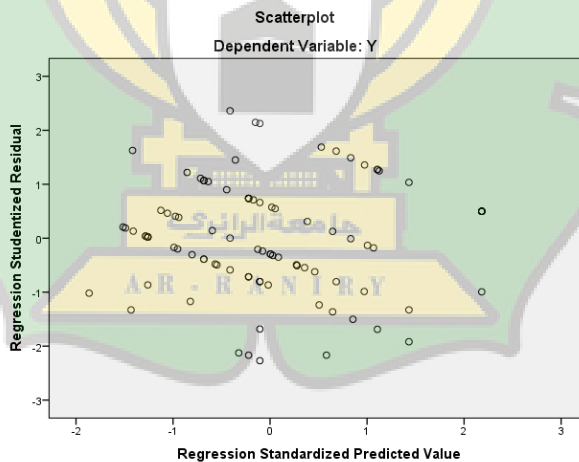 Scatterplot
Dependent Variable: Y
Regression Studentized Residual
3
2
1
0
-1
-2
-3
جامعة الرانري
AR-RANIRY
-2
-1
0
1
2
3
Regression Standardized Predicted Value